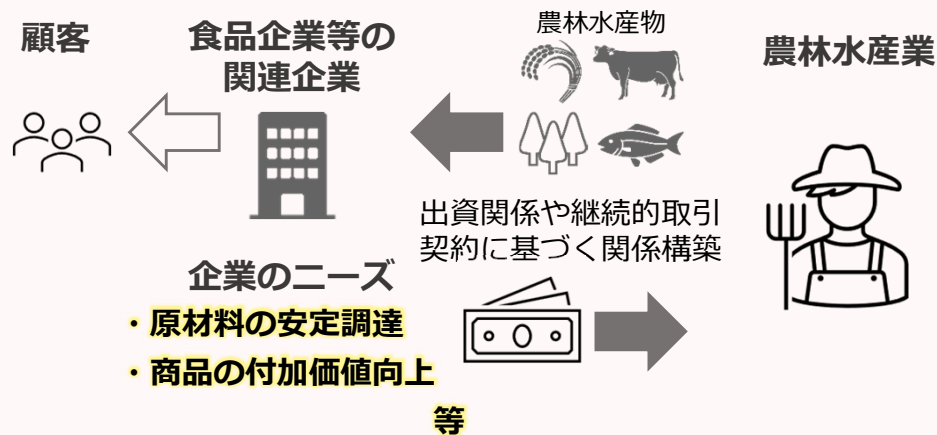 顧客
食品企業等の
関連企業
農林水産物
農林水産業
出資関係や継続的取引
契約に基づく関係構築
企業のニーズ
・原材料の安定調達
・商品の付加価値向上
等